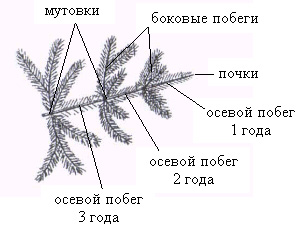 мутовки
боковые побеги
почки
осевой побег
1 года
осевой побег
2 года
осевой побег
3 года